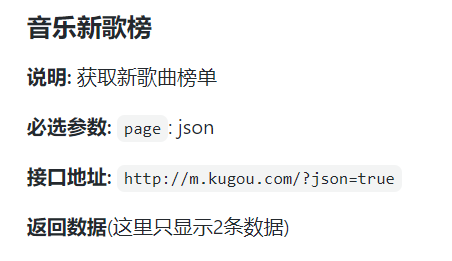 音乐新歌榜
说明: 获取新歌曲榜单
必选参数: page : json
接口地址: http://m.kugou.com/?json=true
返回数据(这里只显示2条数据)